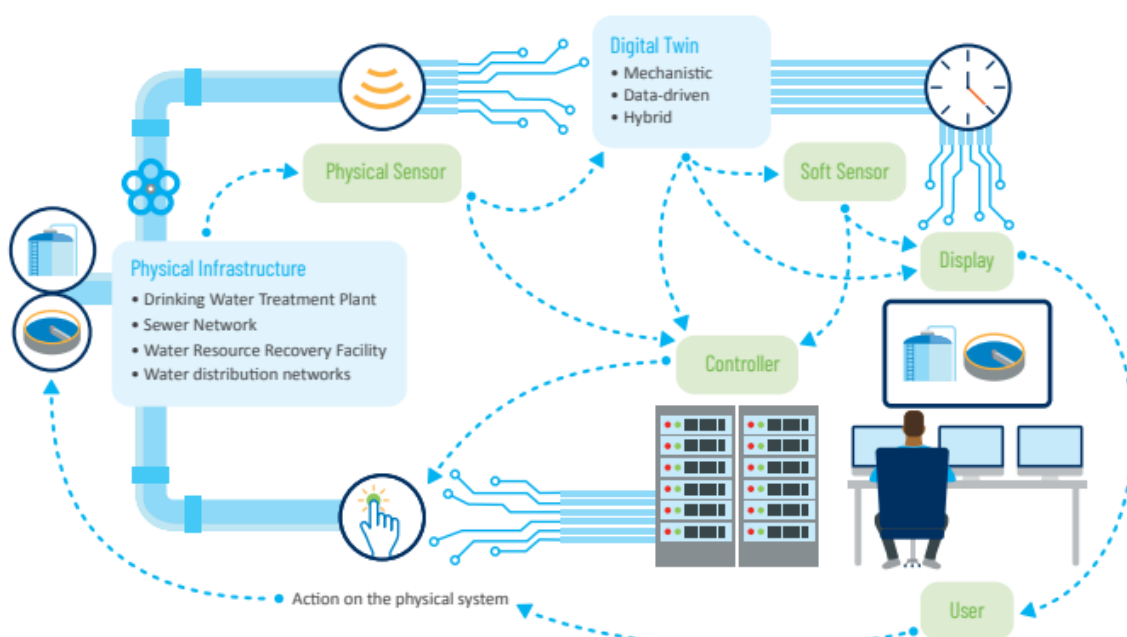 Digital Twin
• Mechanistic
• Data-driven
• Hybrid
Physical Sensor
Soft Sensor
Physical Infrastructure
• Drinking Water Treatment Plant
• Sewer Network
• Water Resource Recovery Facility
• Water distribution networks
Display
Controller
Action on the physical system
User